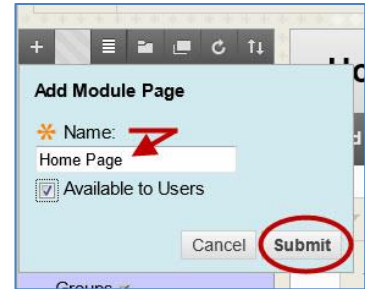 Add Module Page
Name:
Home Page
Available to Users
Cancel Submit
Groups